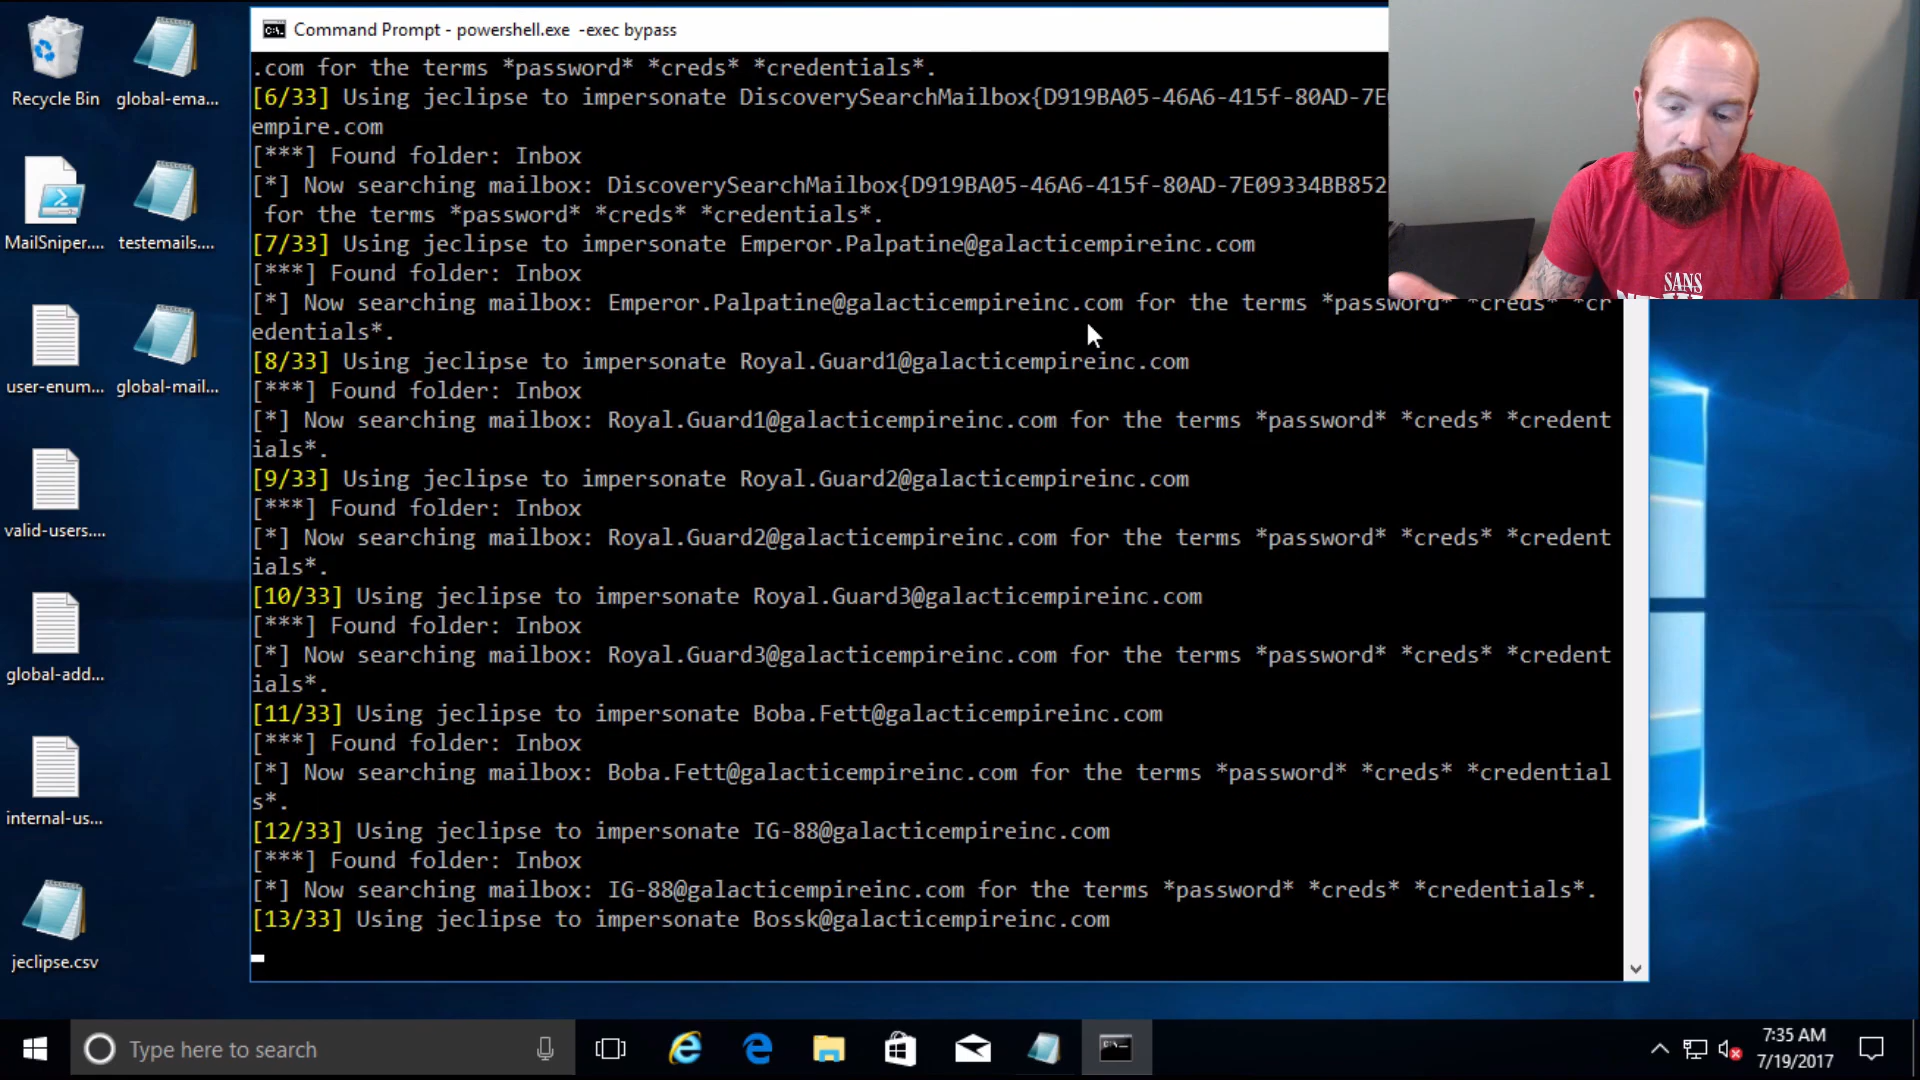 Command Prompt - powershell.exe  -exec bypass
.com for the terms *password* *creds* *credentials*.
[6/33] Using jeclipse to impersonate DiscoverySearchMailbox{D919BA05-46A6-415f-80AD-7E
empire.com
[***] Found folder: Inbox
[*] Now searching mailbox: DiscoverySearchMailbox{D919BA05-46A6-415f-80AD-7E09334BB852
for the terms *password* *creds* *credentials*.
[7/33] Using jeclipse to impersonate Emperor.Palpatine@galacticempireinc.com
[***] Found folder: Inbox
[*] Now searching mailbox: Emperor.Palpatine@galacticempireinc.com for the terms *password* *creds* *cr
edentials*.
[8/33] Using jeclipse to impersonate Royal.Guard1@galacticempireinc.com
[***] Found folder: Inbox
[*] Now searching mailbox: Royal.Guard1@galacticempireinc.com for the terms *password* *creds* *credent
ials*.
[9/33] Using jeclipse to impersonate Royal.Guard2@galacticempireinc.com
[***] Found folder: Inbox
[*] Now searching mailbox: Royal.Guard2@galacticempireinc.com for the terms *password* *creds* *credent
ials*.
[10/33] Using jeclipse to impersonate Royal.Guard3@galacticempireinc.com
[***] Found folder: Inbox
[*] Now searching mailbox: Royal.Guard3@galacticempireinc.com for the terms *password* *creds* *credent
ials*.
[11/33] Using jeclipse to impersonate Boba.Fett@galacticempireinc.com
[***] Found folder: Inbox
[*] Now searching mailbox: Boba.Fett@galacticempireinc.com for the terms *password* *creds* *credential
s*.
[12/33] Using jeclipse to impersonate IG-88@galacticempireinc.com
[***] Found folder: Inbox
[*] Now searching mailbox: IG-88@galacticempireinc.com for the terms *password* *creds* *credentials*.
[13/33] Using jeclipse to impersonate Bossk@galacticempireinc.com
Recycle Bin
global-ema...
MailSniper....
testemails....
user-enum...
global-mail...
valid-users....
global-add...
internal-us...
jeclipse.csv
SANS
Type here to search
7:35 AM
7/19/2017